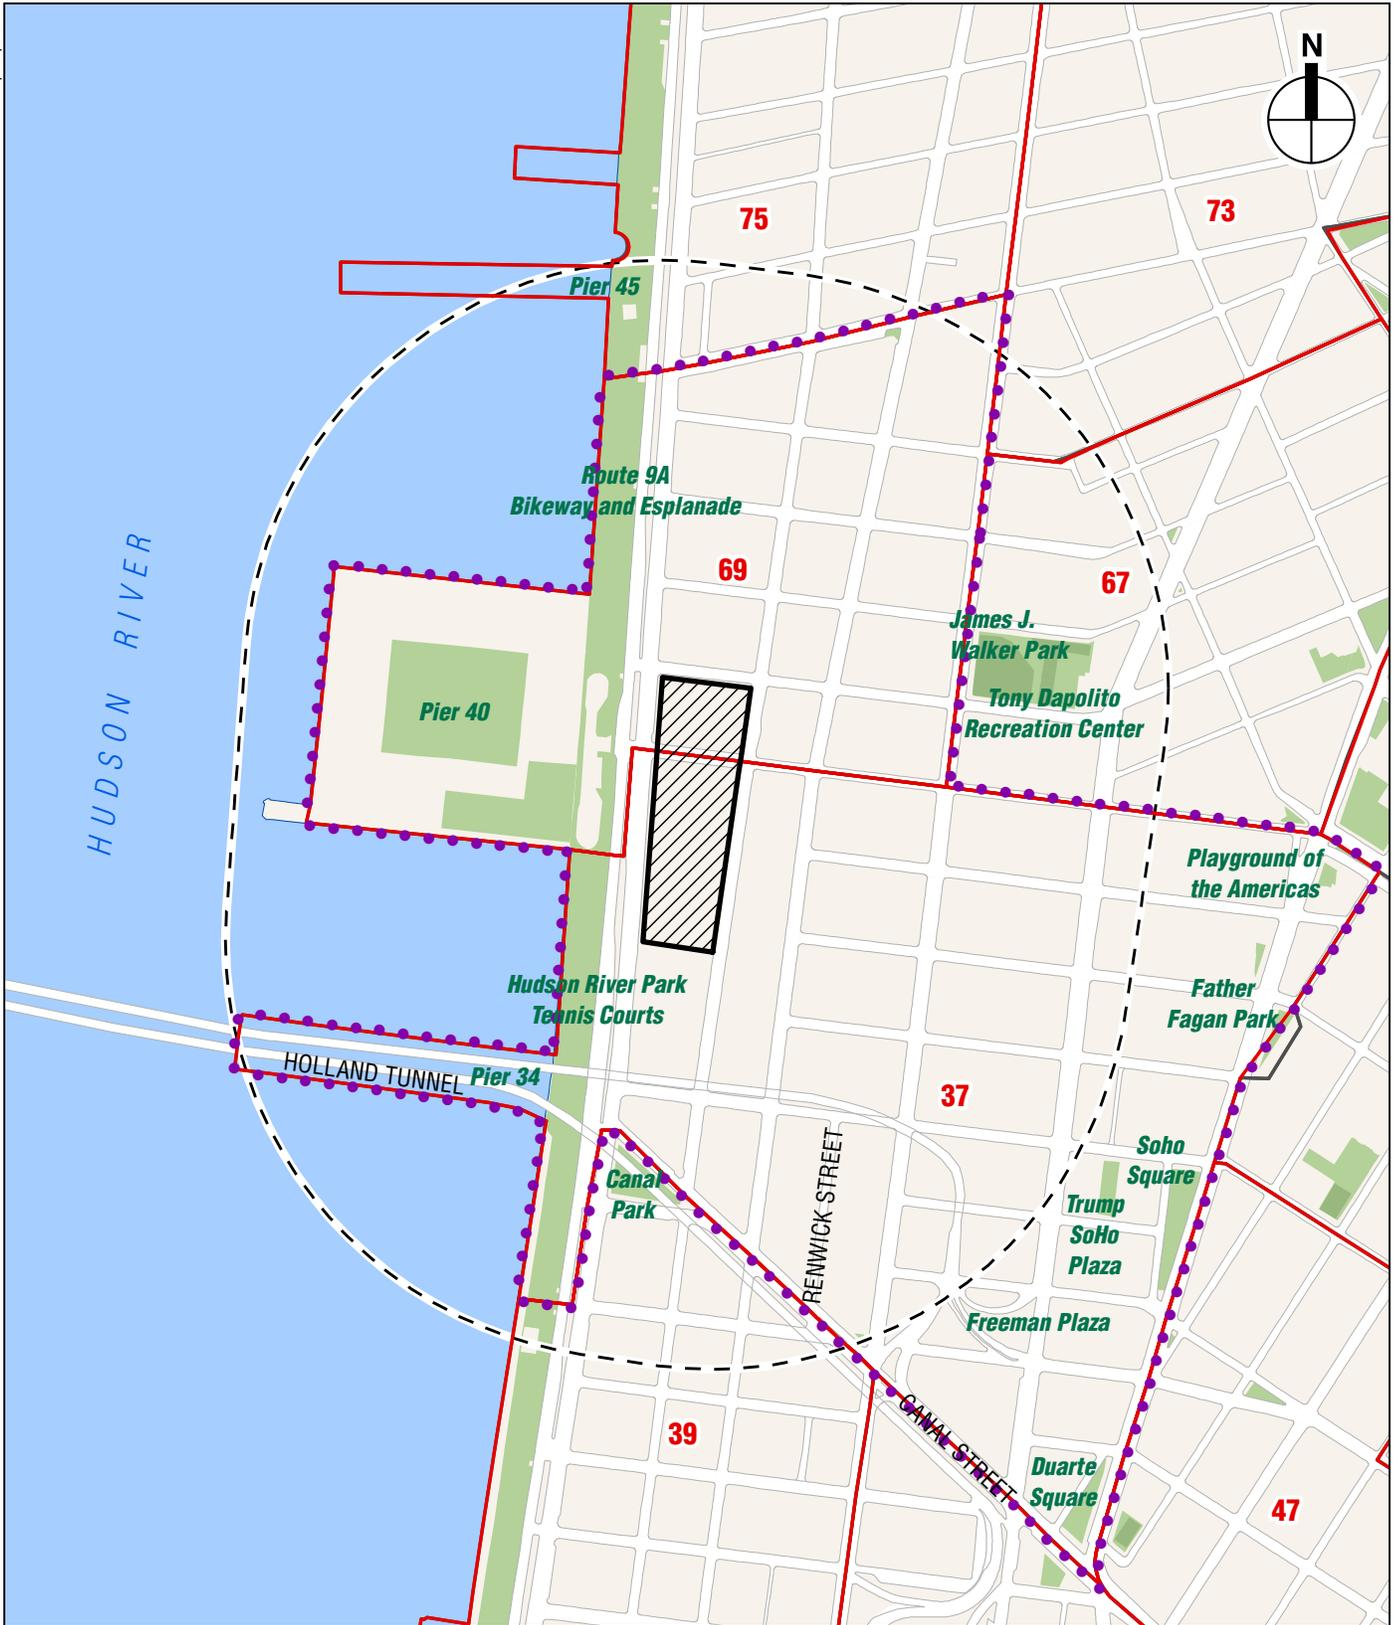 N
75
73
Pier 45
Route 9A
Bikeway and Esplanade
69
67
James J.
Walker Park
Tony Dapolito
Recreation Center
Pier 40
HUDSON RIVER
Playground of
the Americas
Hudson River Park
Tennis Courts
Father
Fagan Park
HOLLAND TUNNEL
Pier 34
37
Soho
Square
Canal
Park
RENWICK STREET
Trump
SoHo
Plaza
Freeman Plaza
39
CANAL STREET
Duarte
Square
47